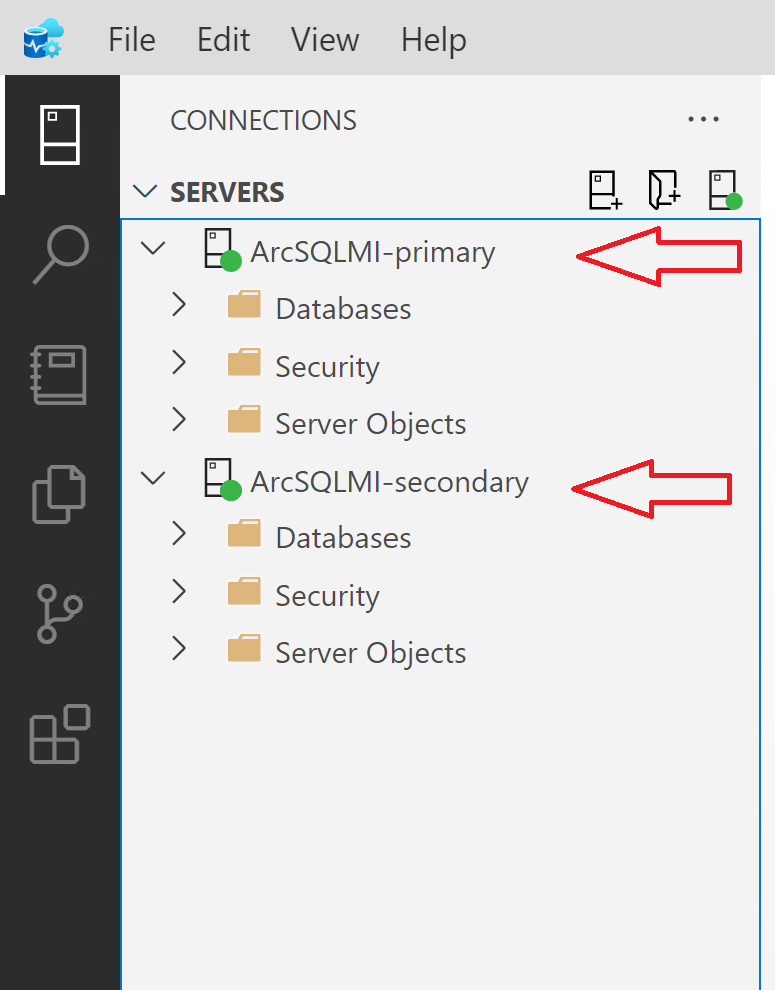 File Edit View Help
CONNECTIONS
SERVERS
ArcSQLMI-primary
Databases
Security
Server Objects
ArcSQLMI-secondary
Databases
Security
Server Objects